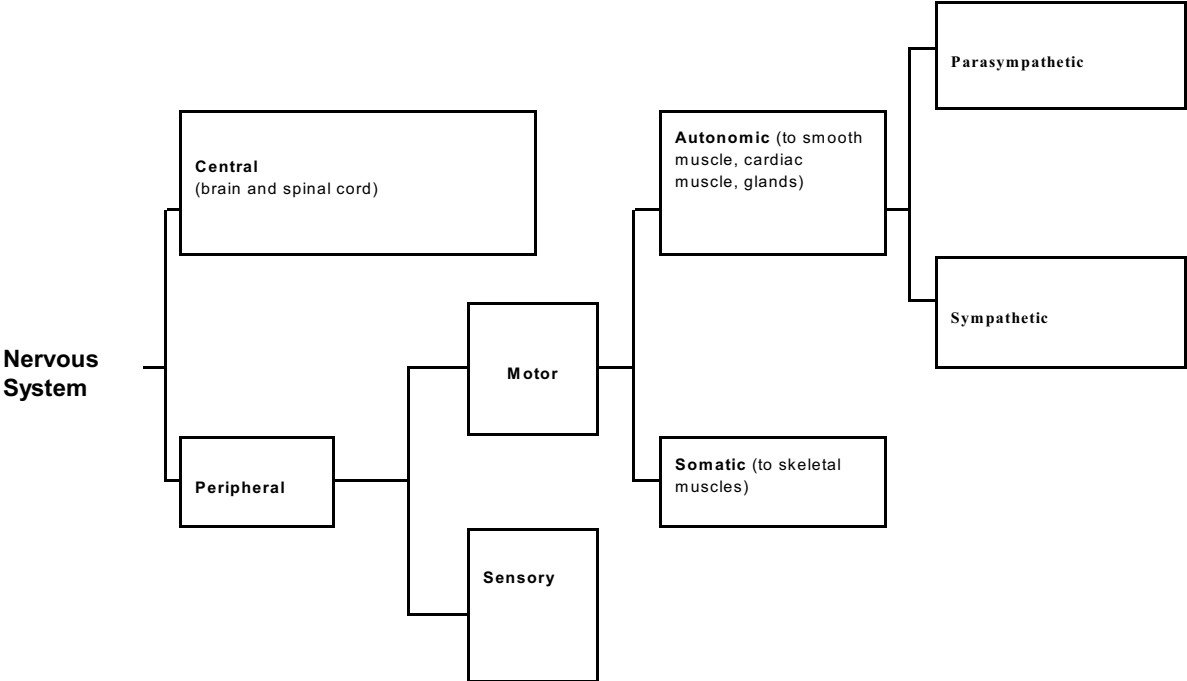 Parasympathetic
Autonomic (to smooth
muscle, cardiac
muscle, glands)
Central
(brain and spinal cord)
Sympathetic
Nervous
System
Motor
Somatic (to skeletal
muscles)
Peripheral
Sensory